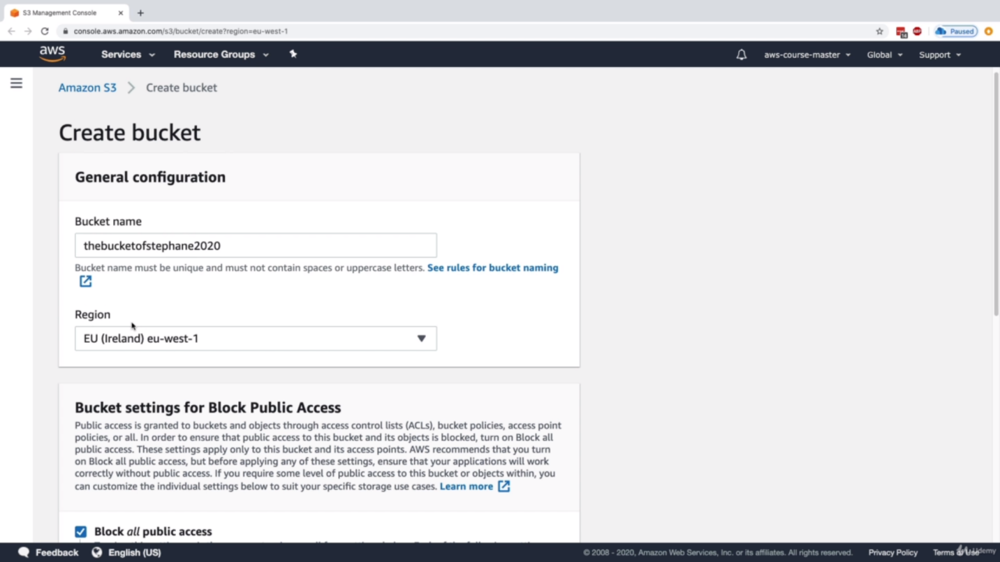 S3 Management Console
console.aws.amazon.com/s3/bucket/create?region=eu-west-1
Paused
aws
Services
Resource Groups
aws-course-master
Global
Support
Amazon S3
Create bucket
Create bucket
General configuration
Bucket name
thebucketofstephane2020
Bucket name must be unique and must not contain spaces or uppercase letters. See rules for bucket naming
Region
EU (Ireland) eu-west-1
Bucket settings for Block Public Access
Public access is granted to buckets and objects through access control lists (ACLs), bucket policies, access point
policies, or all. In order to ensure that public access to this bucket and its objects is blocked, turn on Block all
public access. These settings apply only to this bucket and its access points. AWS recommends that you turn
on Block all public access, but before applying any of these settings, ensure that your applications will work
correctly without public access. If you require some level of public access to this bucket or objects within, you
can customize the individual settings below to suit your specific storage use cases. Learn more
Block all public access
Feedback
English (US)
© 2008 - 2020, Amazon Web Services, Inc. or its affiliates. All rights reserved.
Privacy Policy
Terms of Use
Udemy